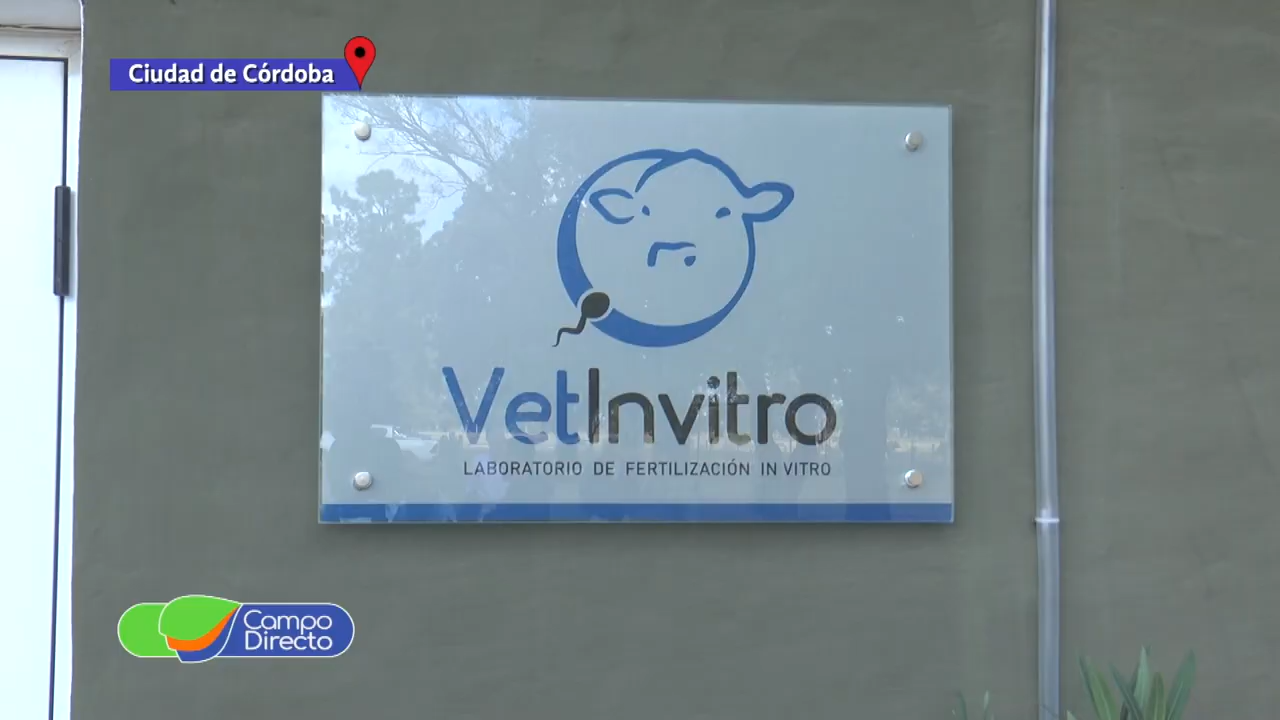 Ciudad de Córdoba
VetInvitro
LABORATORIO DE FERTILIZACIÓN IN VITRO
Campo
Directo